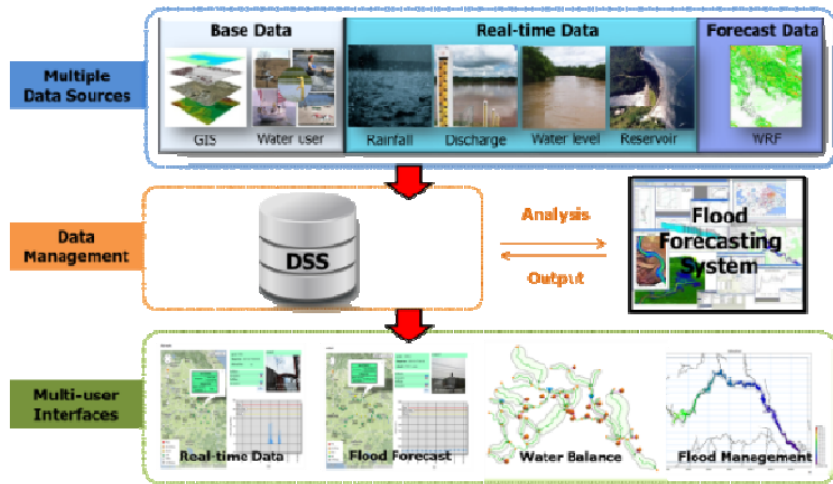 Base Data
Real-time Data
Forecast Data
Multiple
Data Sources
GIS
Water user
Rainfall
Discharge
Water level
Reservoir
WRF
Data
Management
DSS
Analysis
Output
Flood
Forecasting
System
Multi-user
Interfaces
Real-time Data
Flood Forecast
Water Balance
Flood Management